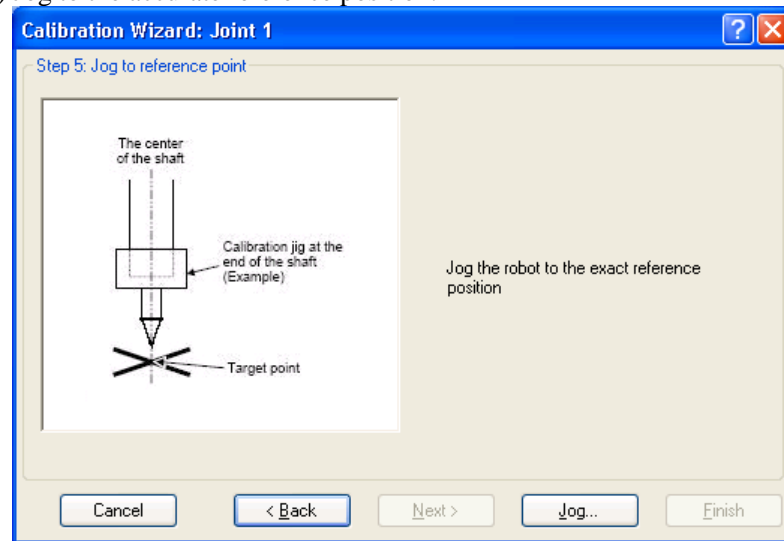 Calibration Wizard: Joint 1
Step 5: Jog to reference point
The center
of the shaft
Calibration jig at the
end of the shaft
(Example)
Target point
Jog the robot to the exact reference
position
Cancel
< Back
Next >
Jog...
Finish